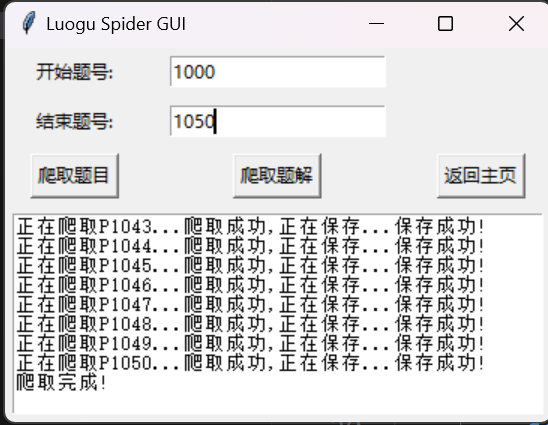 Luogu Spider GUI
开始题号: 1000
结束题号: 1050
爬取题目 爬取题解 返回主页
正在爬取P1043...爬取成功,正在保存...保存成功!
正在爬取P1044...爬取成功,正在保存...保存成功!
正在爬取P1045...爬取成功,正在保存...保存成功!
正在爬取P1046...爬取成功,正在保存...保存成功!
正在爬取P1047...爬取成功,正在保存...保存成功!
正在爬取P1048...爬取成功,正在保存...保存成功!
正在爬取P1049...爬取成功,正在保存...保存成功!
正在爬取P1050...爬取成功,正在保存...保存成功!
爬取完成!